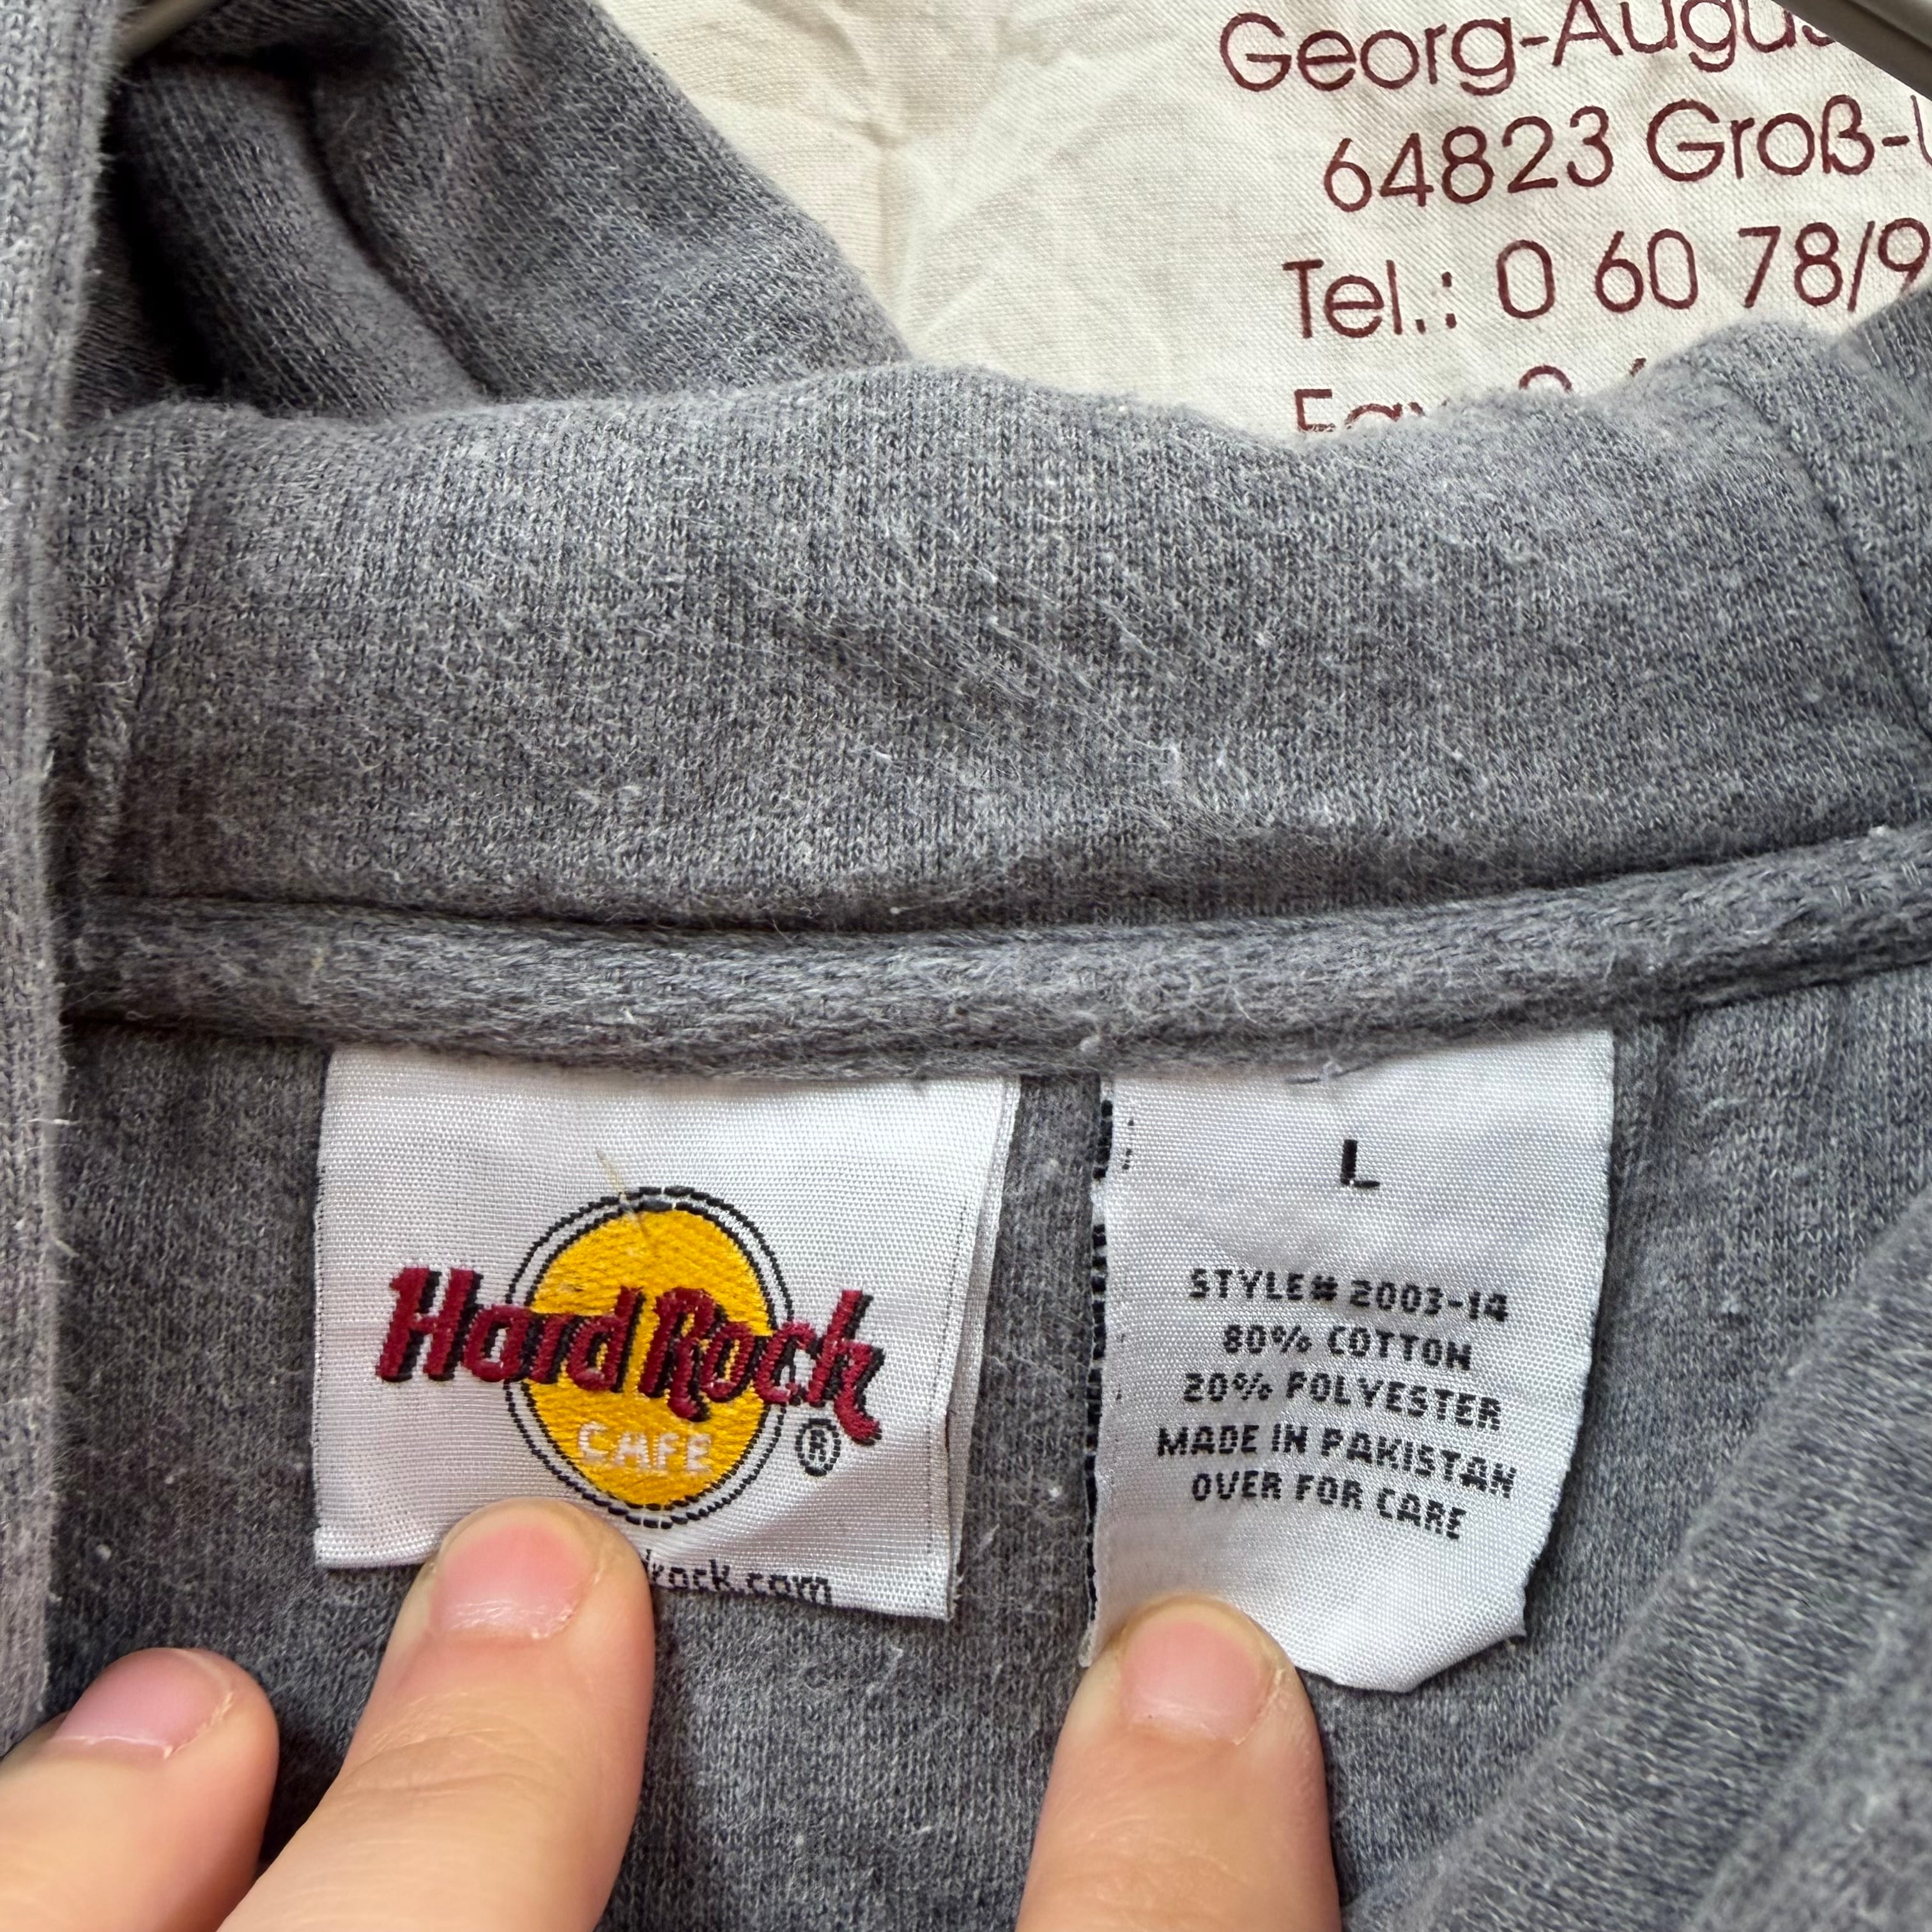 Georg-Augus
64823 Groß-
Tel.: 0 60 78/9
Hard Rock
CAFE
®
L
STYLE# 2003-14
80% COTTON
20% POLYESTER
MADE IN PAKISTAN
OVER FOR CARE